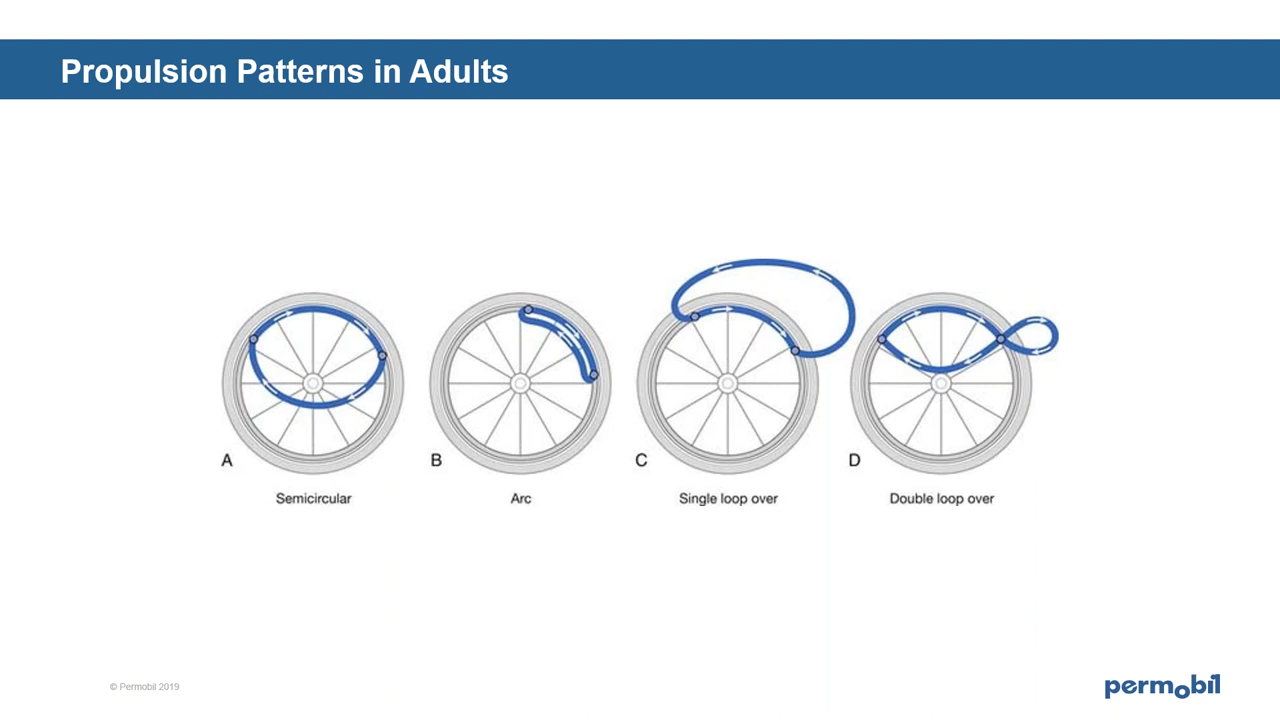 Propulsion Patterns in Adults
A
B
C
D
Semicircular
Arc
Single loop over
Double loop over
© Permobil 2019
permobil